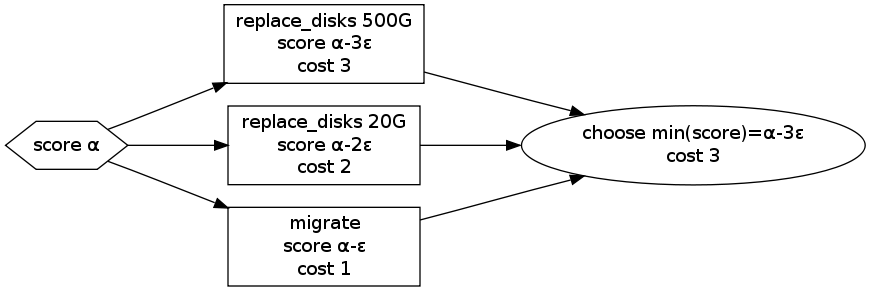 score α
replace_disks 500G
score α-3ε
cost 3
replace_disks 20G
score α-2ε
cost 2
migrate
score α-ε
cost 1
choose min(score)=α-3ε
cost 3